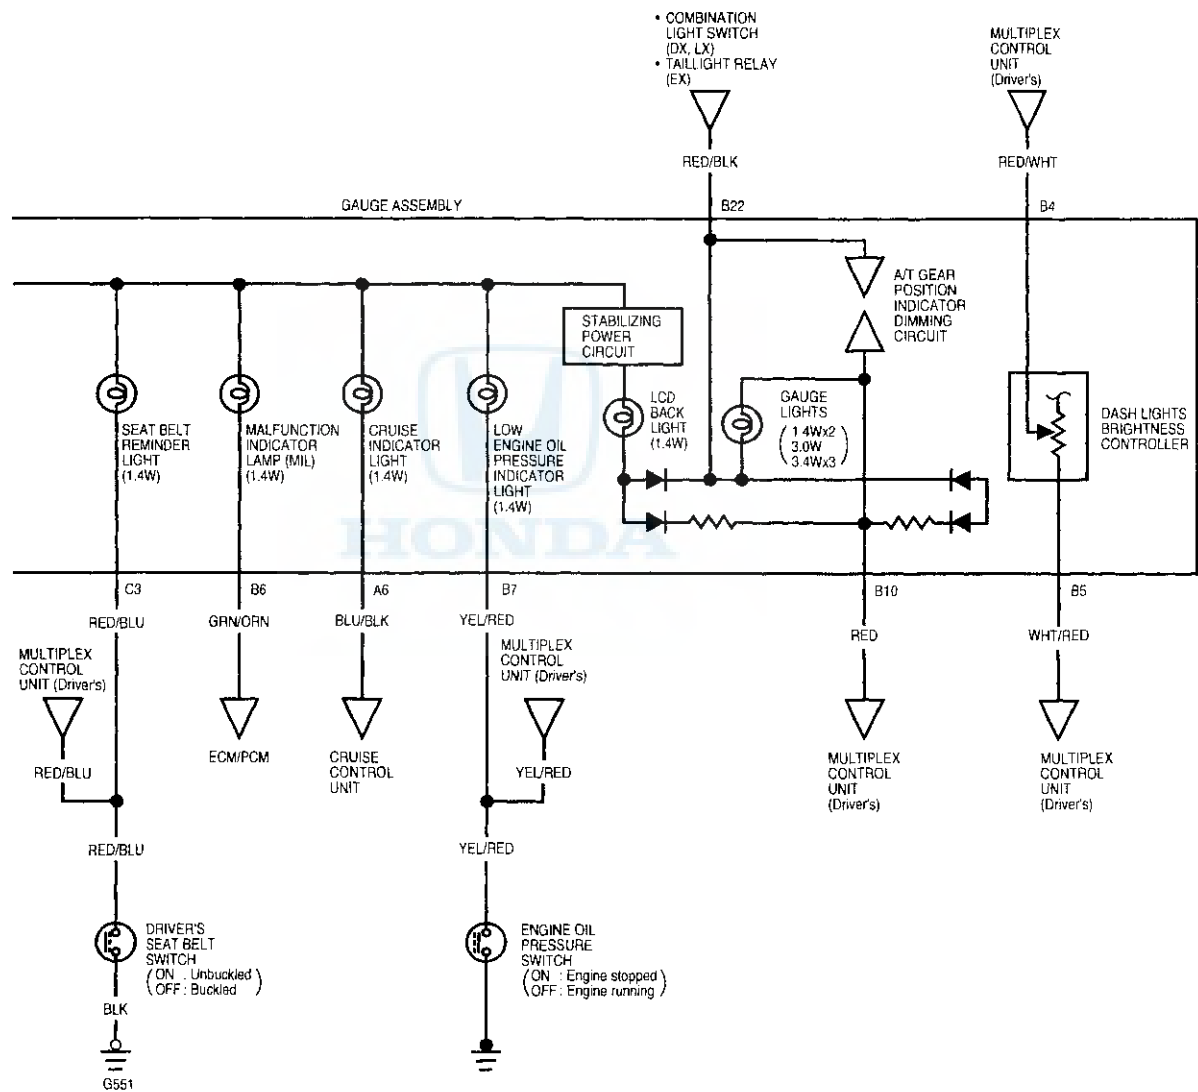 • COMBINATION
LIGHT SWITCH
(DX, LX)
• TAILLIGHT RELAY
(EX)
MULTIPLEX
CONTROL
UNIT
(Driver's)
RED/BLK
RED/WHT
GAUGE ASSEMBLY
B22
B4
A/T GEAR
POSITION
INDICATOR
DIMMING
CIRCUIT
STABILIZING
POWER
CIRCUIT
SEAT BELT
REMINDER
LIGHT
(1.4W)
MALFUNCTION
INDICATOR
LAMP (MIL)
(1.4W)
CRUISE
INDICATOR
LIGHT
(1.4W)
LOW
ENGINE OIL
PRESSURE
INDICATOR
LIGHT
(1.4W)
LCD
BACK
LIGHT
(1.4W)
GAUGE
LIGHTS
(1.4Wx2
3.0W
3.4Wx3)
DASH LIGHTS
BRIGHTNESS
CONTROLLER
HONDA
C3
B6
A6
B7
B10
B5
RED/BLU
GRN/ORN
BLU/BLK
YEL/RED
RED
WHT/RED
MULTIPLEX
CONTROL
UNIT (Driver's)
MULTIPLEX
CONTROL
UNIT (Driver's)
ECM/PCM
CRUISE
CONTROL
UNIT
MULTIPLEX
CONTROL
UNIT
(Driver's)
MULTIPLEX
CONTROL
UNIT
(Driver's)
RED/BLU
YEL/RED
RED/BLU
YEL/RED
DRIVER'S
SEAT BELT
SWITCH
(ON : Unbuckled
OFF : Buckled)
ENGINE OIL
PRESSURE
SWITCH
(ON : Engine stopped
OFF : Engine running)
BLK
G551